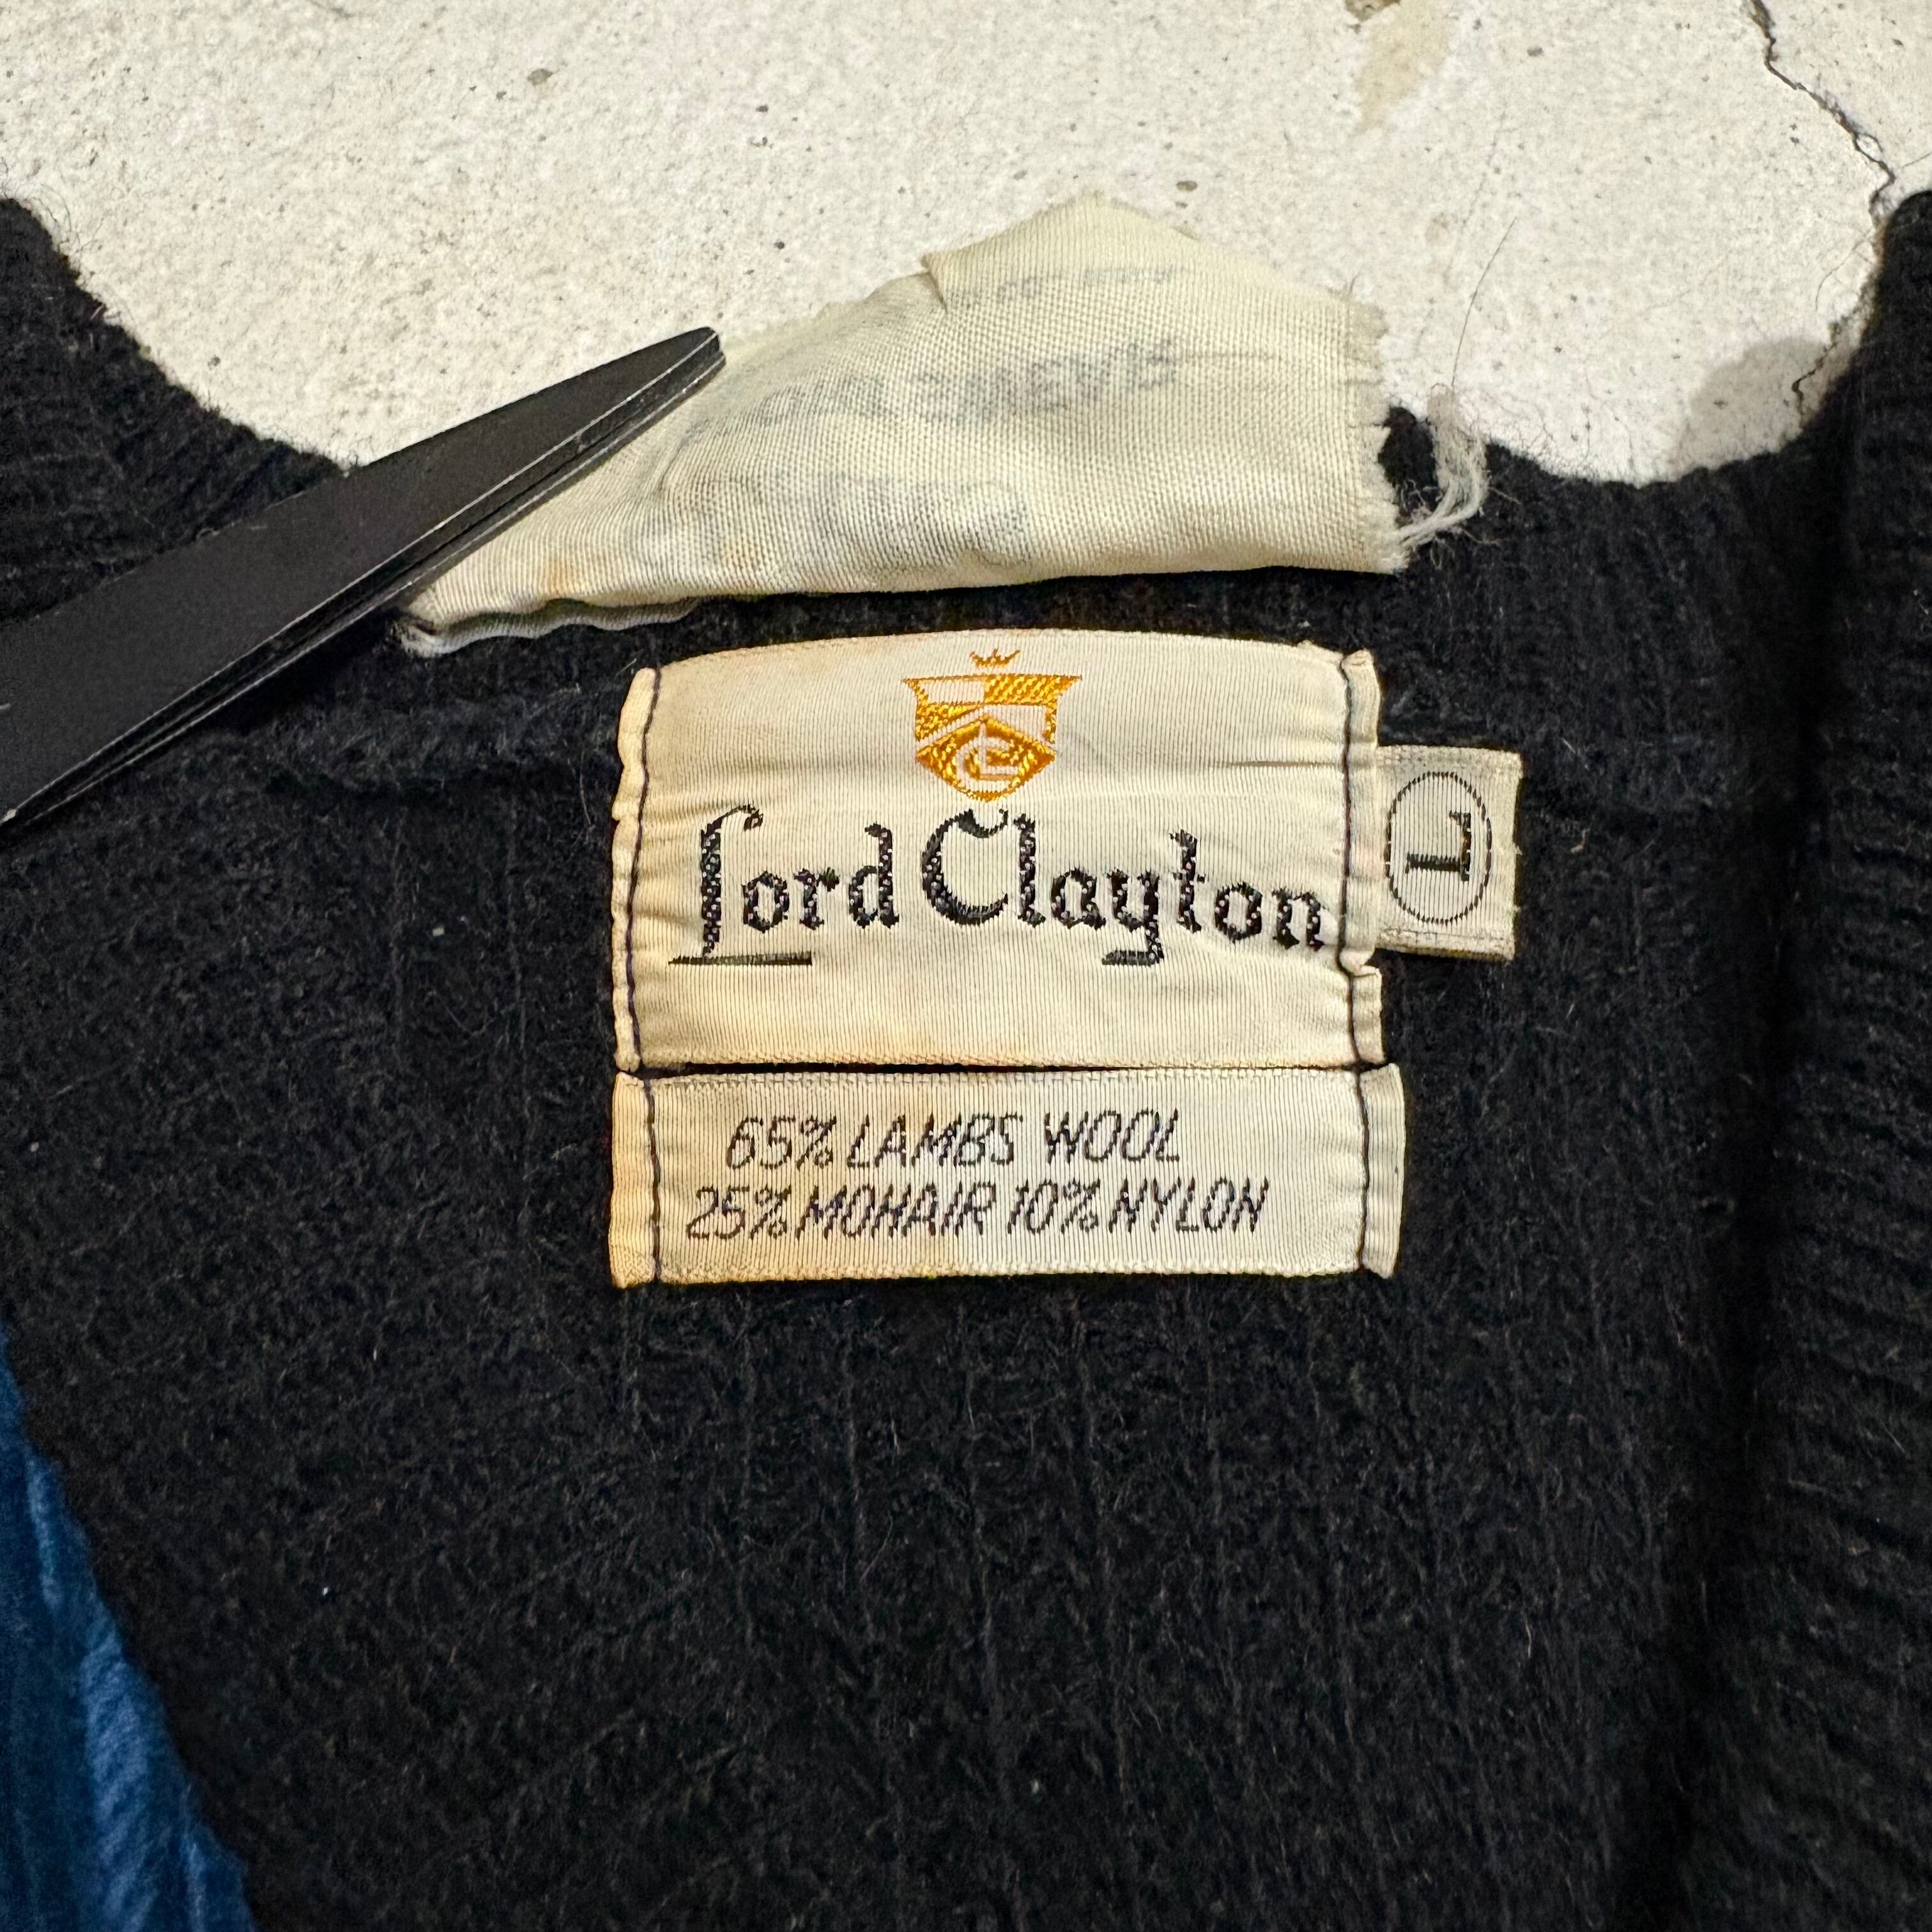 Lord Clayton
L
65% LAMBS WOOL
25% MOHAIR 10% NYLON